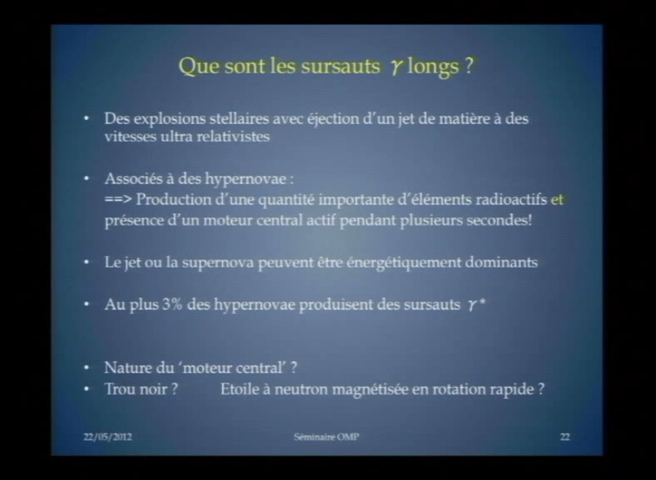 Que sont les sursauts γ longs ?
• Des explosions stellaires avec éjection d'un jet de matière à des
vitesses ultra relativistes
• Associés à des hypernovae :
==> Production d'une quantité importante d'éléments radioactifs et
présence d'un moteur central actif pendant plusieurs secondes!
• Le jet ou la supernova peuvent être énergétiquement dominants
• Au plus 3% des hypernovae produisent des sursauts γ*
• Nature du 'moteur central' ?
• Trou noir ? Etoile à neutron magnétisée en rotation rapide ?
22/05/2012 Séminaire OMP 22